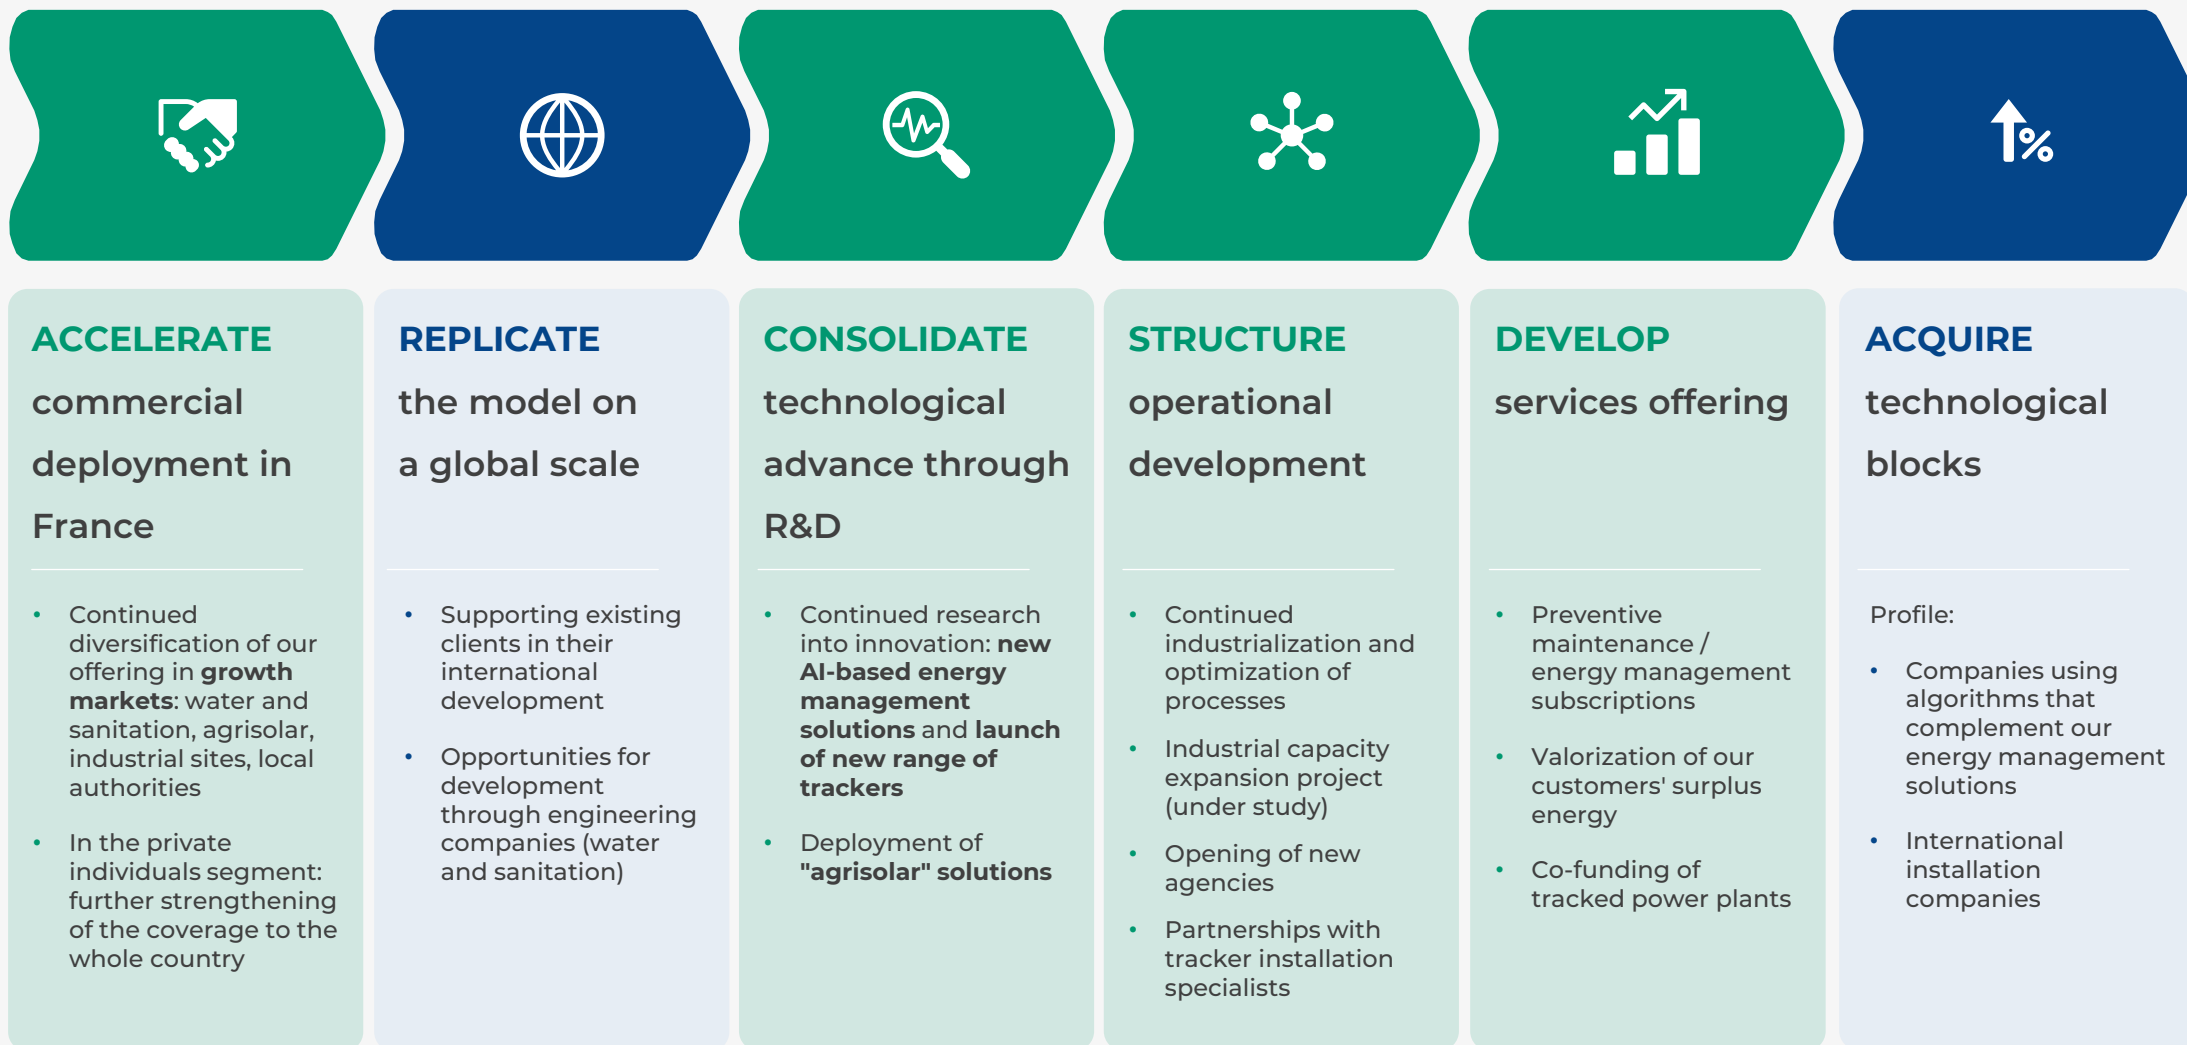 ACCELERATE
commercial
deployment in
France
• Continued
diversification of our
offering in growth
markets: water and
sanitation, agrisolar,
industrial sites, local
authorities
• In the private
individuals segment:
further strengthening
of the coverage to the
whole country
REPLICATE
the model on
a global scale
• Supporting existing
clients in their
international
development
• Opportunities for
development
through engineering
companies (water
and sanitation)
CONSOLIDATE
technological
advance through
R&D
• Continued research
into innovation: new
AI-based energy
management
solutions and launch
of new range of
trackers
• Deployment of
"agrisolar" solutions
STRUCTURE
operational
development
• Continued
industrialization and
optimization of
processes
• Industrial capacity
expansion project
(under study)
• Opening of new
agencies
• Partnerships with
tracker installation
specialists
DEVELOP
services offering
• Preventive
maintenance /
energy management
subscriptions
• Valorization of our
customers' surplus
energy
• Co-funding of
tracked power plants
%
ACQUIRE
technological
blocks
Profile:
• Companies using
algorithms that
complement our
energy management
solutions
• International
installation
companies